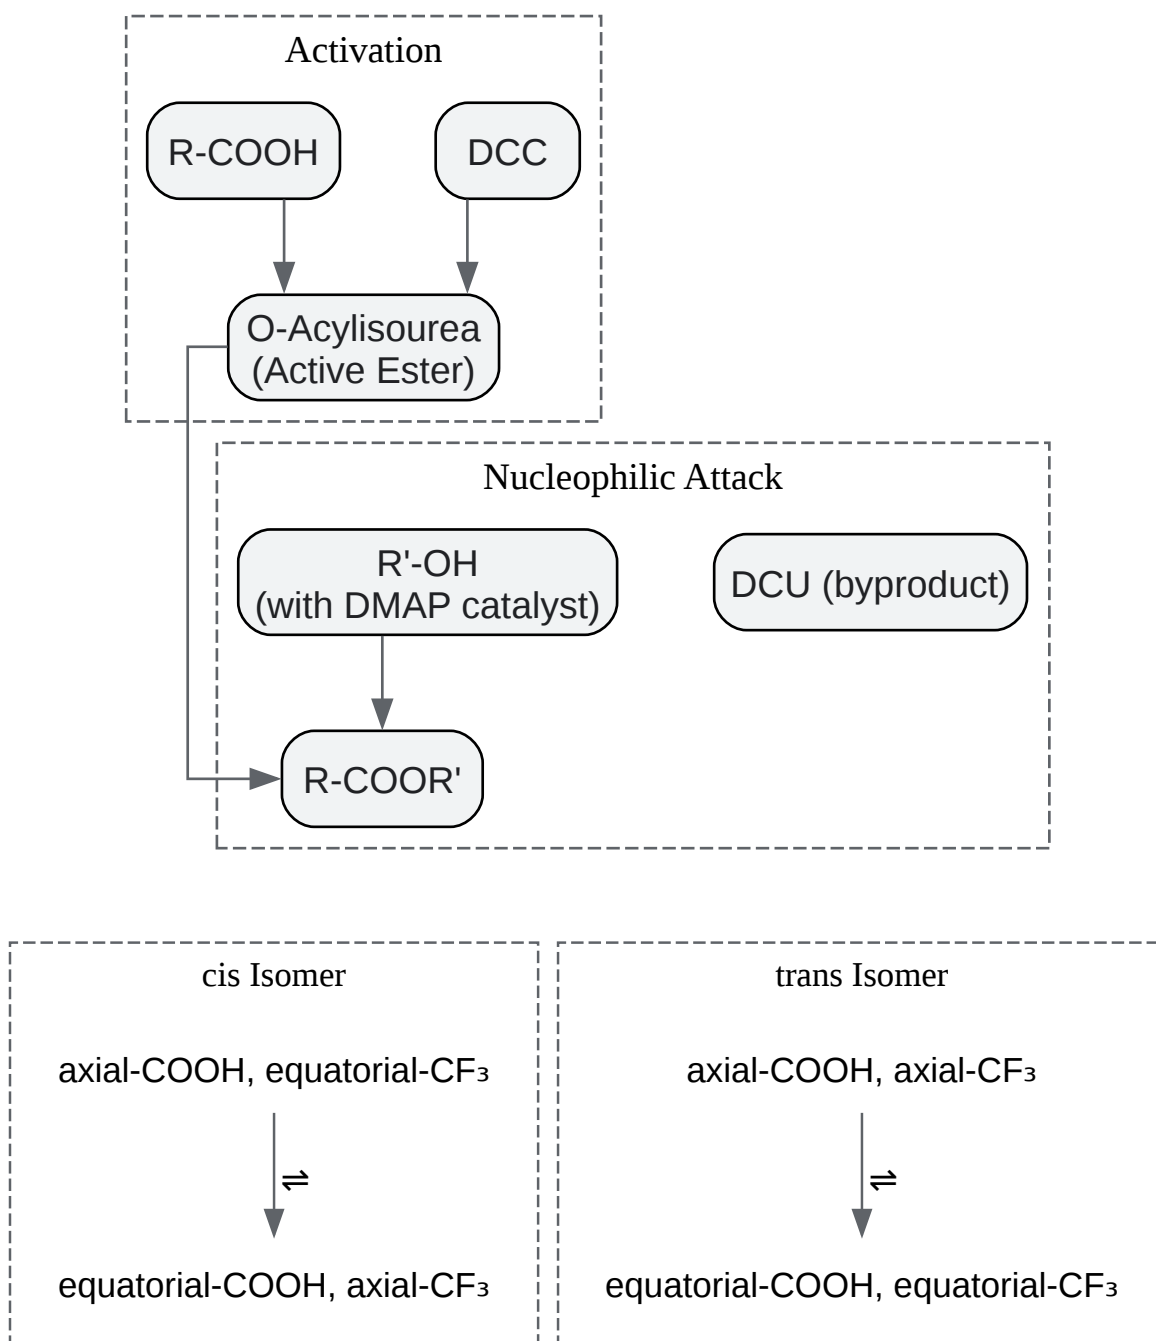 Activation
R-COOH
DCC
O-Acylisourea
(Active Ester)
Nucleophilic Attack
R'-OH
(with DMAP catalyst)
DCU (byproduct)
R-COOR'
cis Isomer
axial-COOH, equatorial-CF₃
⇌
equatorial-COOH, axial-CF₃
trans Isomer
axial-COOH, axial-CF₃
⇌
equatorial-COOH, equatorial-CF₃